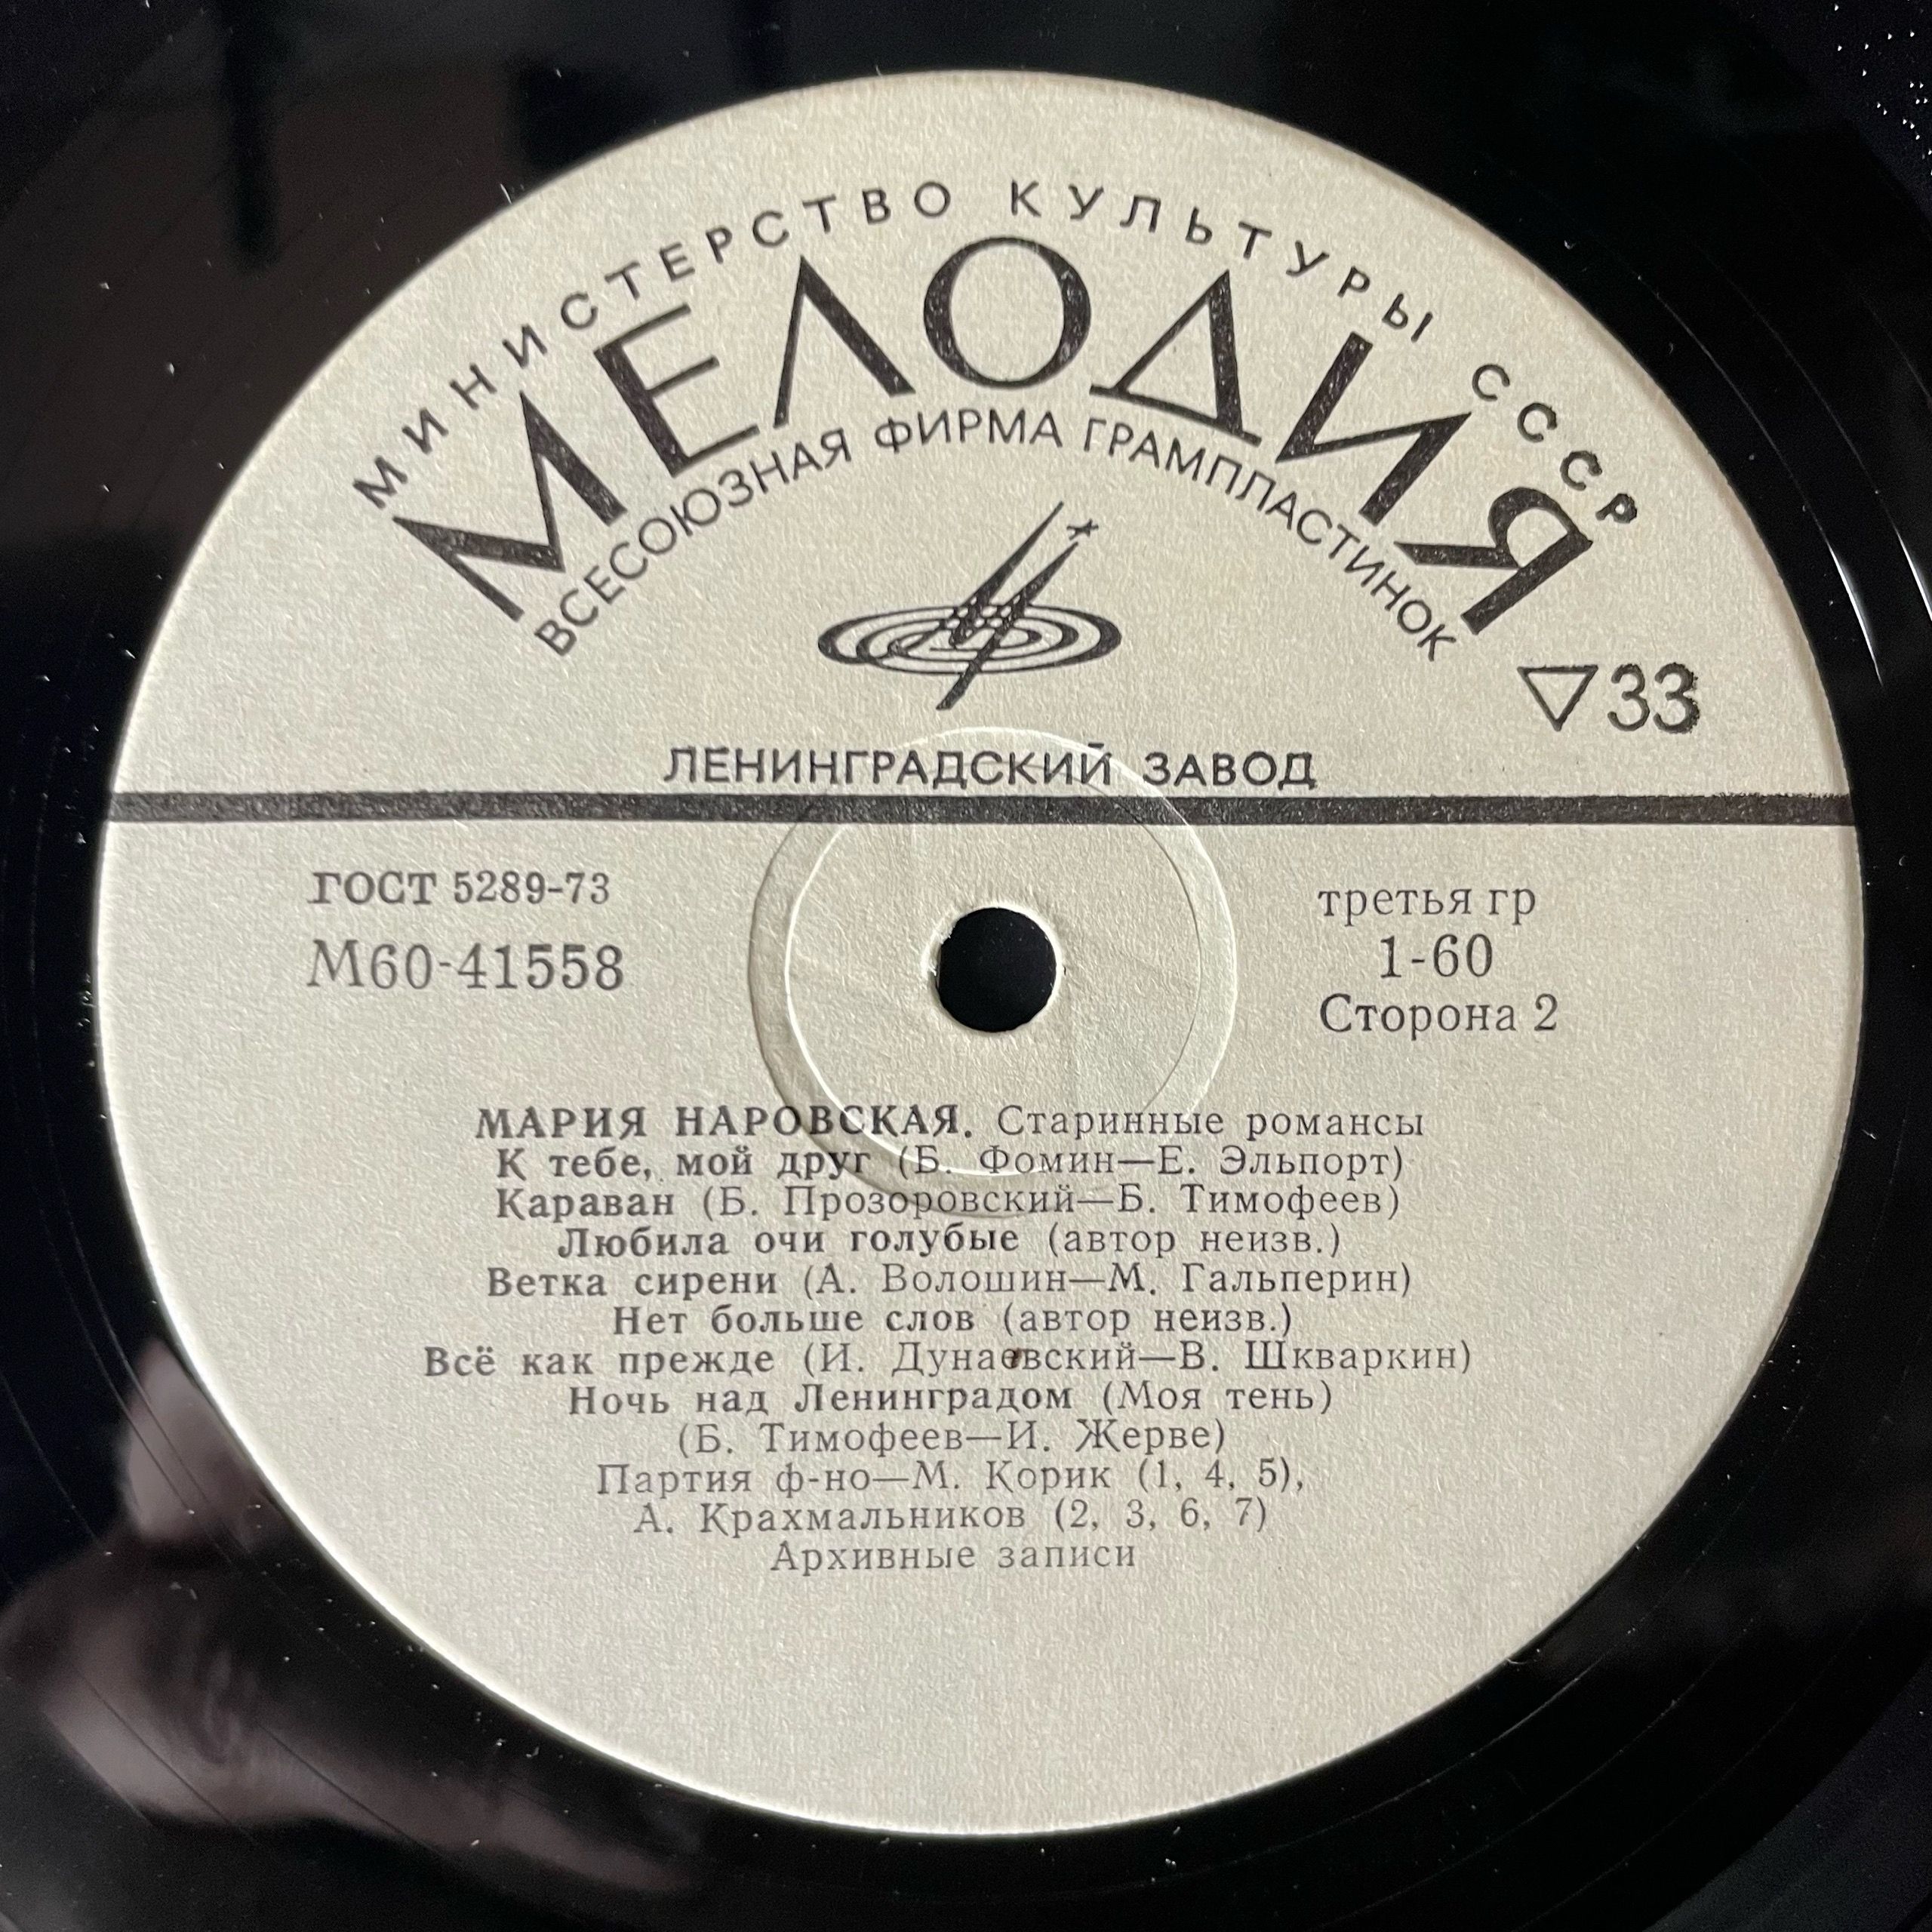 МИНИСТЕРСТВО КУЛЬТУРЫ СССР
МЕЛОДИЯ
ВСЕСОЮЗНАЯ ФИРМА ГРАМПЛАСТИНОК
▽33
ЛЕНИНГРАДСКИЙ ЗАВОД
ГОСТ 5289-73
М60-41558
третья гр
1-60
Сторона 2
МАРИЯ НАРОВСКАЯ. Старинные романсы
К тебе, мой друг (Б. Фомин—Е. Эльпорт)
Караван (Б. Прозоровский—Б. Тимофеев)
Любила очи голубые (автор неизв.)
Ветка сирени (А. Волошин—М. Гальперин)
Нет больше слов (автор неизв.)
Всё как прежде (И. Дунаевский—В. Шкваркин)
Ночь над Ленинградом (Моя тень)
(Б. Тимофеев—И. Жерве)
Партия ф-но—М. Корик (1, 4, 5),
А. Крахмальников (2, 3, 6, 7)
Архивные записи